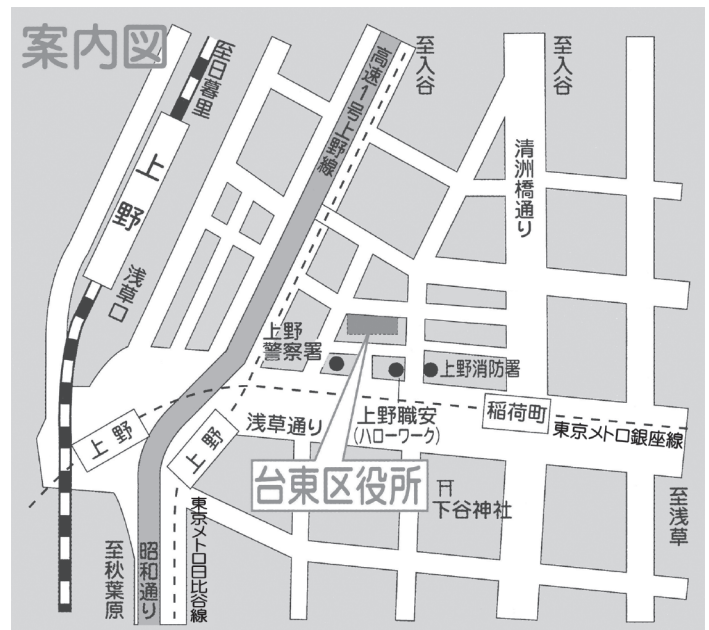 案内図
至日暮里
上野
浅草口
高速1号上野線
至入谷
至入谷
清洲橋通り
上野
警察署
上野消防署
上野職安
(ハローワーク)
稲荷町
浅草通り
東京メトロ銀座線
上野
上野
台東区役所
下谷神社
至浅草
東京メトロ日比谷線
昭和通り
至秋葉原